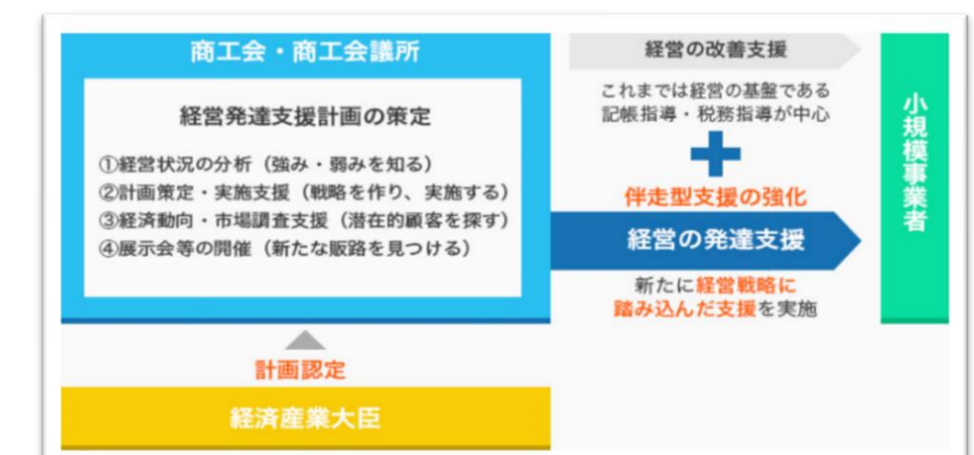 商工会・商工会議所
経営発達支援計画の策定
①経営状況の分析（強み・弱みを知る）
②計画策定・実施支援（戦略を作り、実施する）
③経済動向・市場調査支援（潜在的顧客を探す）
④展示会等の開催（新たな販路を見つける）
計画認定
経済産業大臣
経営の改善支援
これまでは経営の基盤である
記帳指導・税務指導が中心
伴走型支援の強化
経営の発達支援
新たに経営戦略に
踏み込んだ支援を実施
小規模事業者